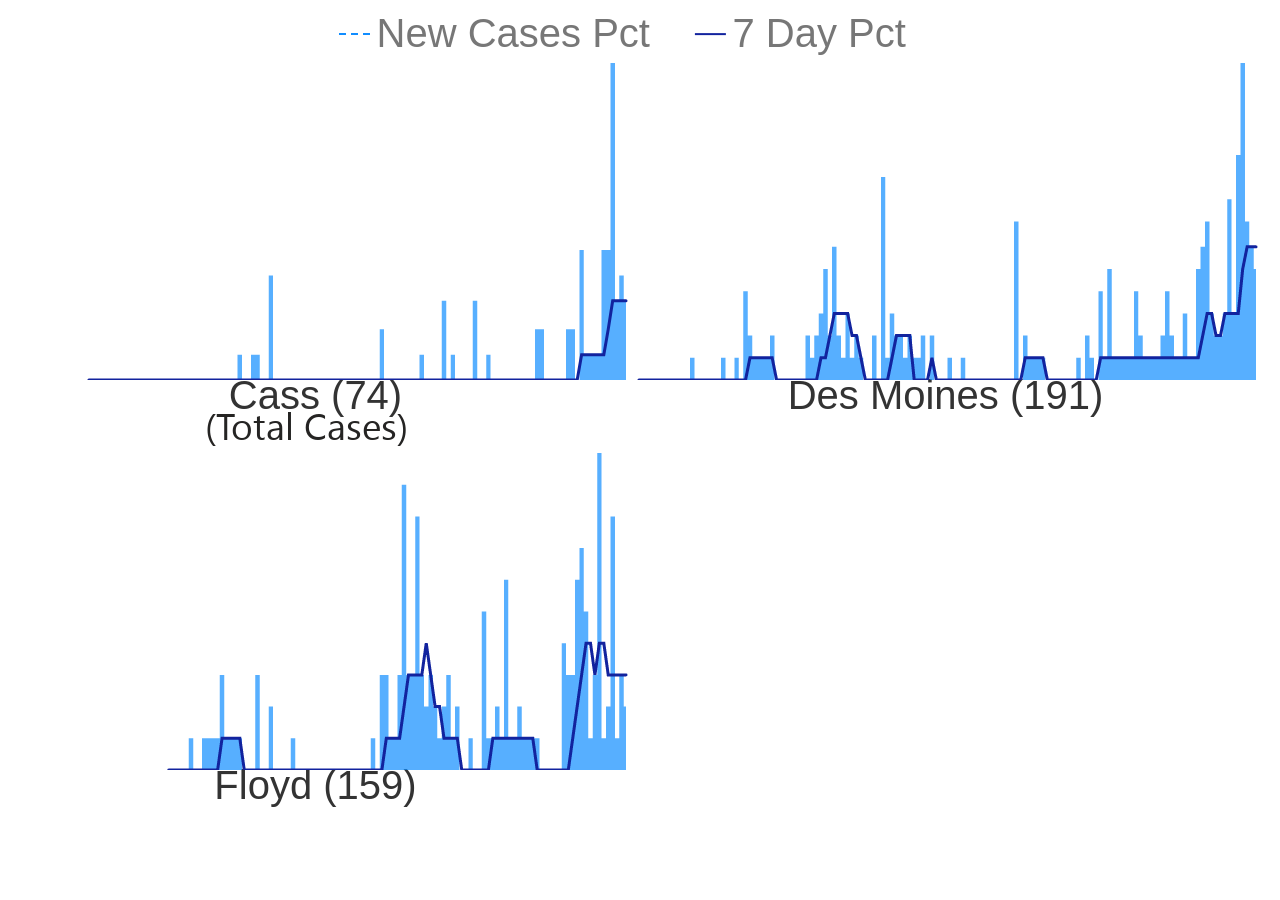 New Cases Pct 7 Day Pct
Cass (74)
(Total Cases)
Des Moines (191)
Floyd (159)